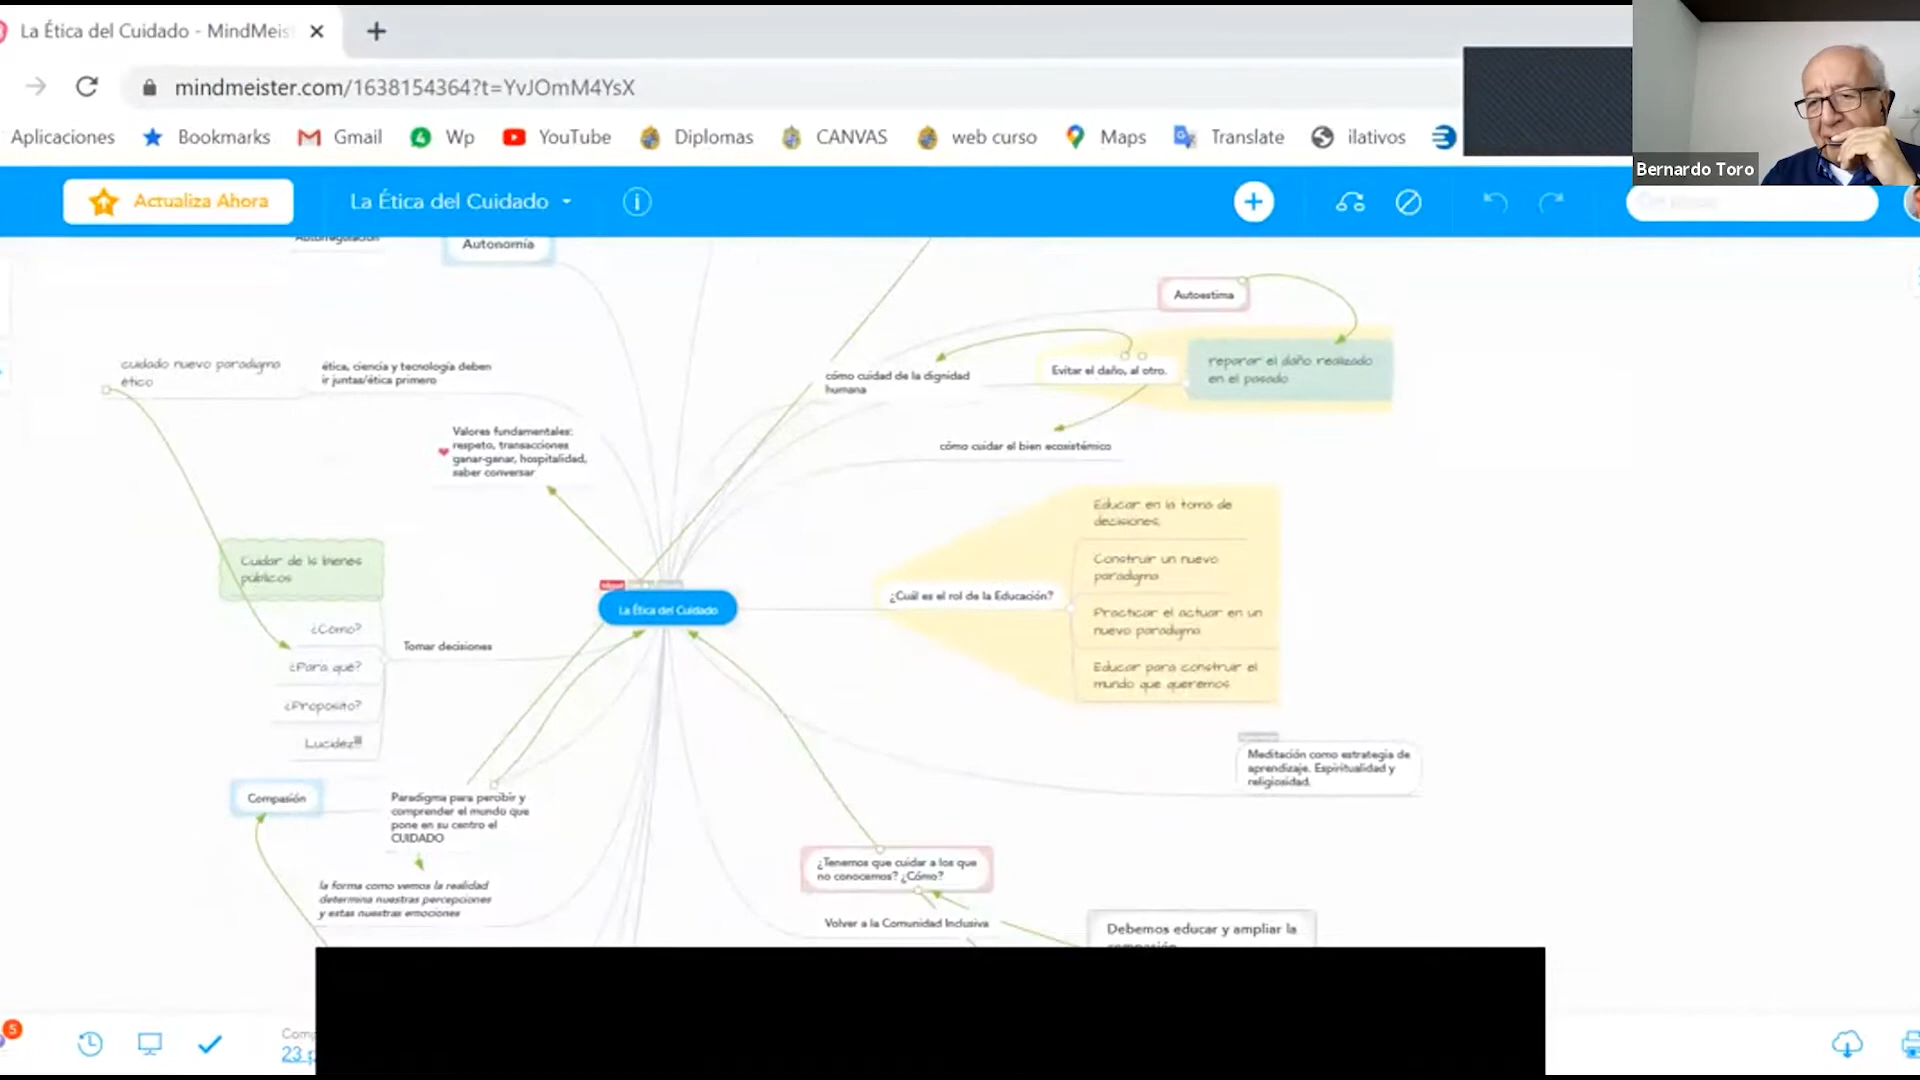 La Ética del Cuidado - MindMeis
mindmeister.com/1638154364?t=YvJOmM4YsX
Aplicaciones
Bookmarks
Gmail
Wp
YouTube
Diplomas
CANVAS
web curso
Maps
Translate
ilativos
Bernardo Toro
Actualiza Ahora
La Ética del Cuidado
Autorregulación
Autonomía
Autoestima
cuidado nuevo paradigma
ético
ética, ciencia y tecnología deben
ir juntas/ética primero
cómo cuidad de la dignidad
humana
Evitar el daño, al otro.
reparar el daño realizado
en el pasado
Valores fundamentales:
respeto, transacciones
ganar-ganar, hospitalidad,
saber conversar
cómo cuidar el bien ecosistémico
Educar en la toma de
decisiones.
Construir un nuevo
paradigma
Practicar el actuar en un
nuevo paradigma
Educar para construir el
mundo que queremos
¿Cuál es el rol de la Educación?
La Ética del Cuidado
Cuidar de ls bienes
públicos
¿Como?
¿Para qué?
¿Proposito?
Lucidez!!!
Tomar decisiones
Compasión
Paradigma para percibir y
comprender el mundo que
pone en su centro el
CUIDADO
la forma como vemos la realidad
determina nuestras percepciones
y estas nuestras emociones
Meditación como estrategia de
aprendizaje. Espiritualidad y
religiosidad.
¿Tenemos que cuidar a los que
no conocemos? ¿Cómo?
Volver a la Comunidad Inclusiva
Debemos educar y ampliar la
compasión
5
Comp
23 p